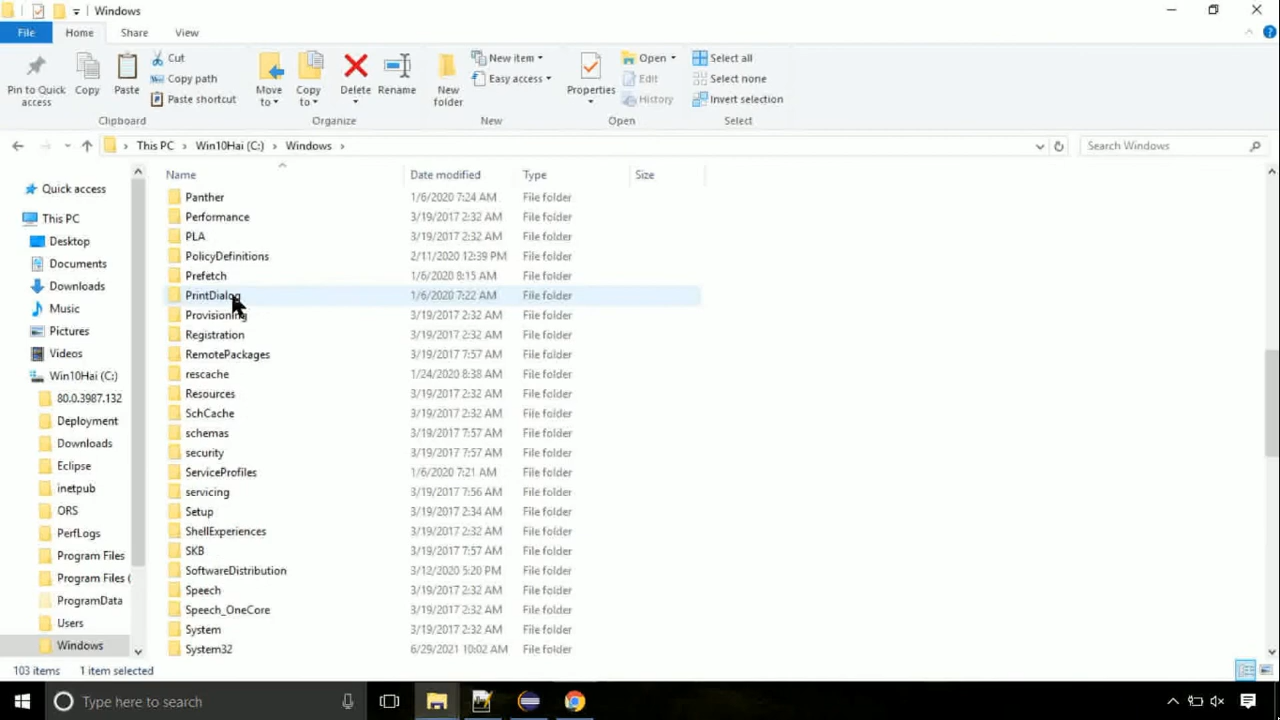 Windows
File Home Share View
Pin to Quick access
Copy
Paste
Cut
Copy path
Paste shortcut
Clipboard
Move to
Copy to
Delete
Rename
Organize
New folder
New item
Easy access
New
Properties
Open
Edit
History
Open
Select all
Select none
Invert selection
Select
This PC > Win10Hai (C:) > Windows >
Search Windows
Quick access
This PC
Desktop
Documents
Downloads
Music
Pictures
Videos
Win10Hai (C:)
80.0.3987.132
Deployment
Downloads
Eclipse
inetpub
ORS
PerfLogs
Program Files
Program Files (
ProgramData
Users
Windows
Name Date modified Type Size
Panther 1/6/2020 7:24 AM File folder
Performance 3/19/2017 2:32 AM File folder
PLA 3/19/2017 2:32 AM File folder
PolicyDefinitions 2/11/2020 12:39 PM File folder
Prefetch 1/6/2020 8:15 AM File folder
PrintDialog 1/6/2020 7:22 AM File folder
Provisioning 3/19/2017 2:32 AM File folder
Registration 3/19/2017 2:32 AM File folder
RemotePackages 3/19/2017 7:57 AM File folder
rescache 1/24/2020 8:38 AM File folder
Resources 3/19/2017 2:32 AM File folder
SchCache 3/19/2017 2:32 AM File folder
schemas 3/19/2017 7:57 AM File folder
security 3/19/2017 7:57 AM File folder
ServiceProfiles 1/6/2020 7:21 AM File folder
servicing 3/19/2017 7:56 AM File folder
Setup 3/19/2017 2:34 AM File folder
ShellExperiences 3/19/2017 2:32 AM File folder
SKB 3/19/2017 7:57 AM File folder
SoftwareDistribution 3/12/2020 5:20 PM File folder
Speech 3/19/2017 2:32 AM File folder
Speech_OneCore 3/19/2017 2:32 AM File folder
System 3/19/2017 2:32 AM File folder
System32 6/29/2021 10:02 AM File folder
103 items 1 item selected
Type here to search